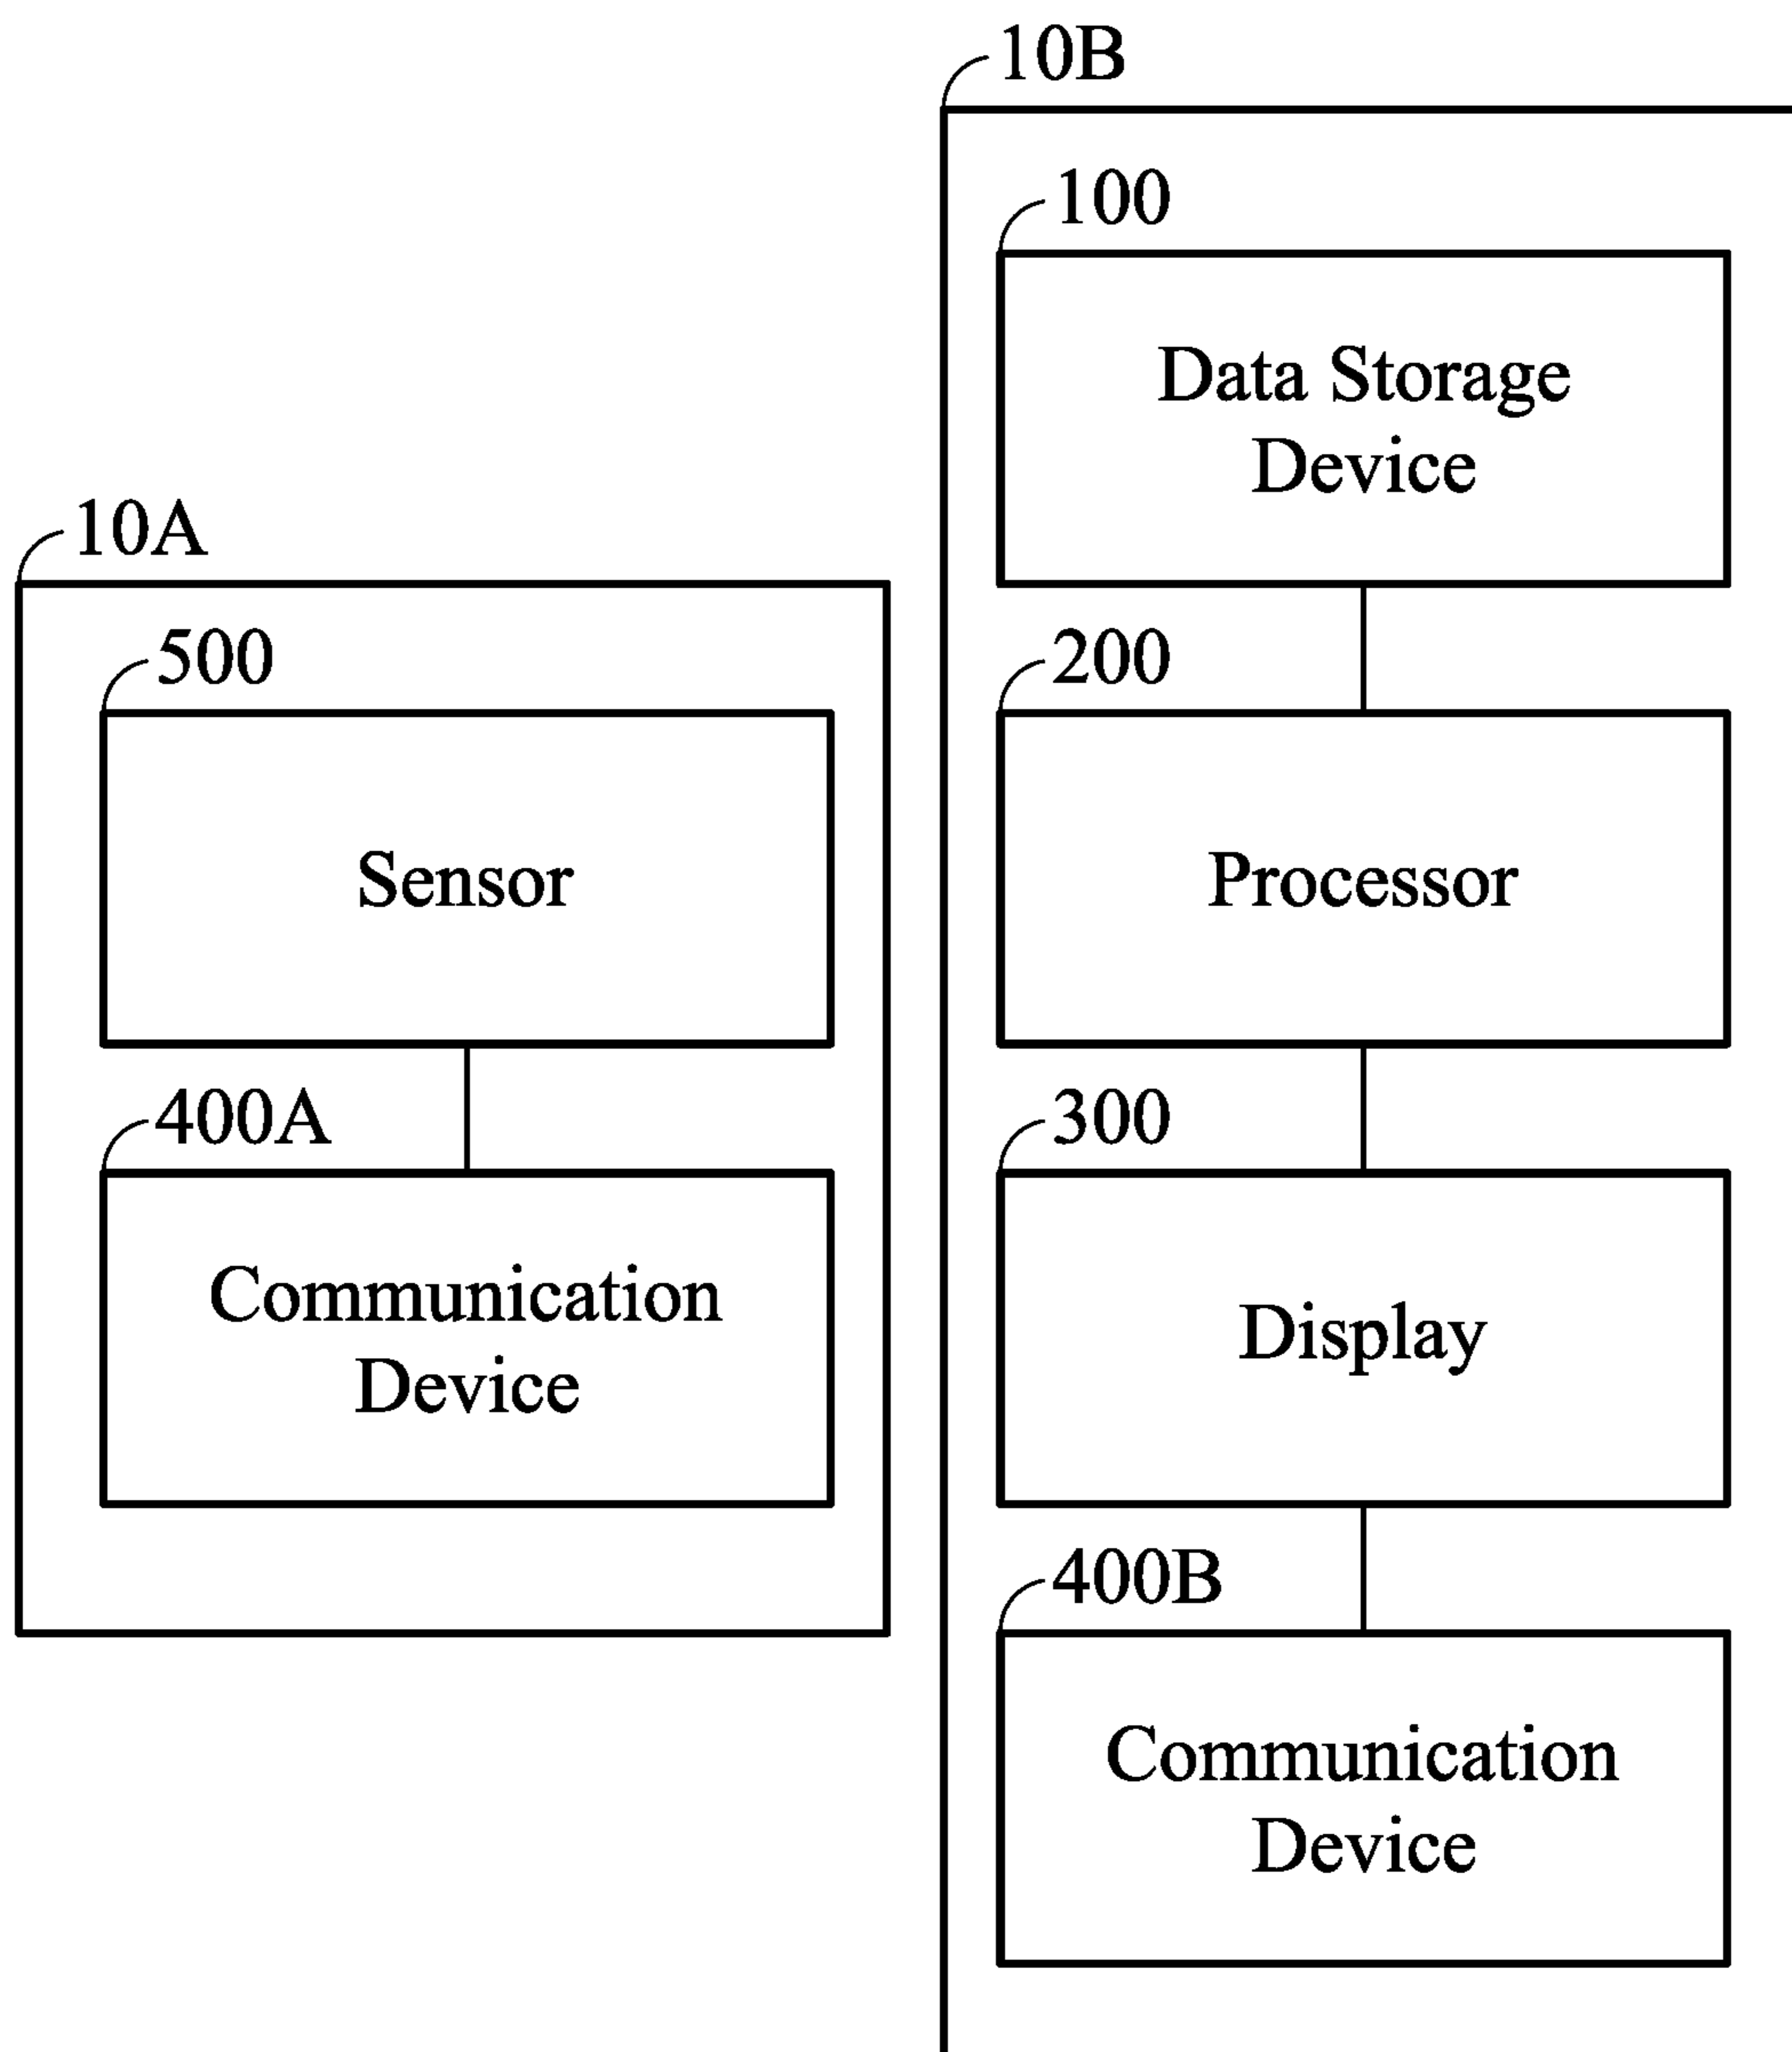 10B
100
Data Storage
Device
10A
500
Sensor
400A
Communication
Device
200
Processor
300
Display
400B
Communication
Device